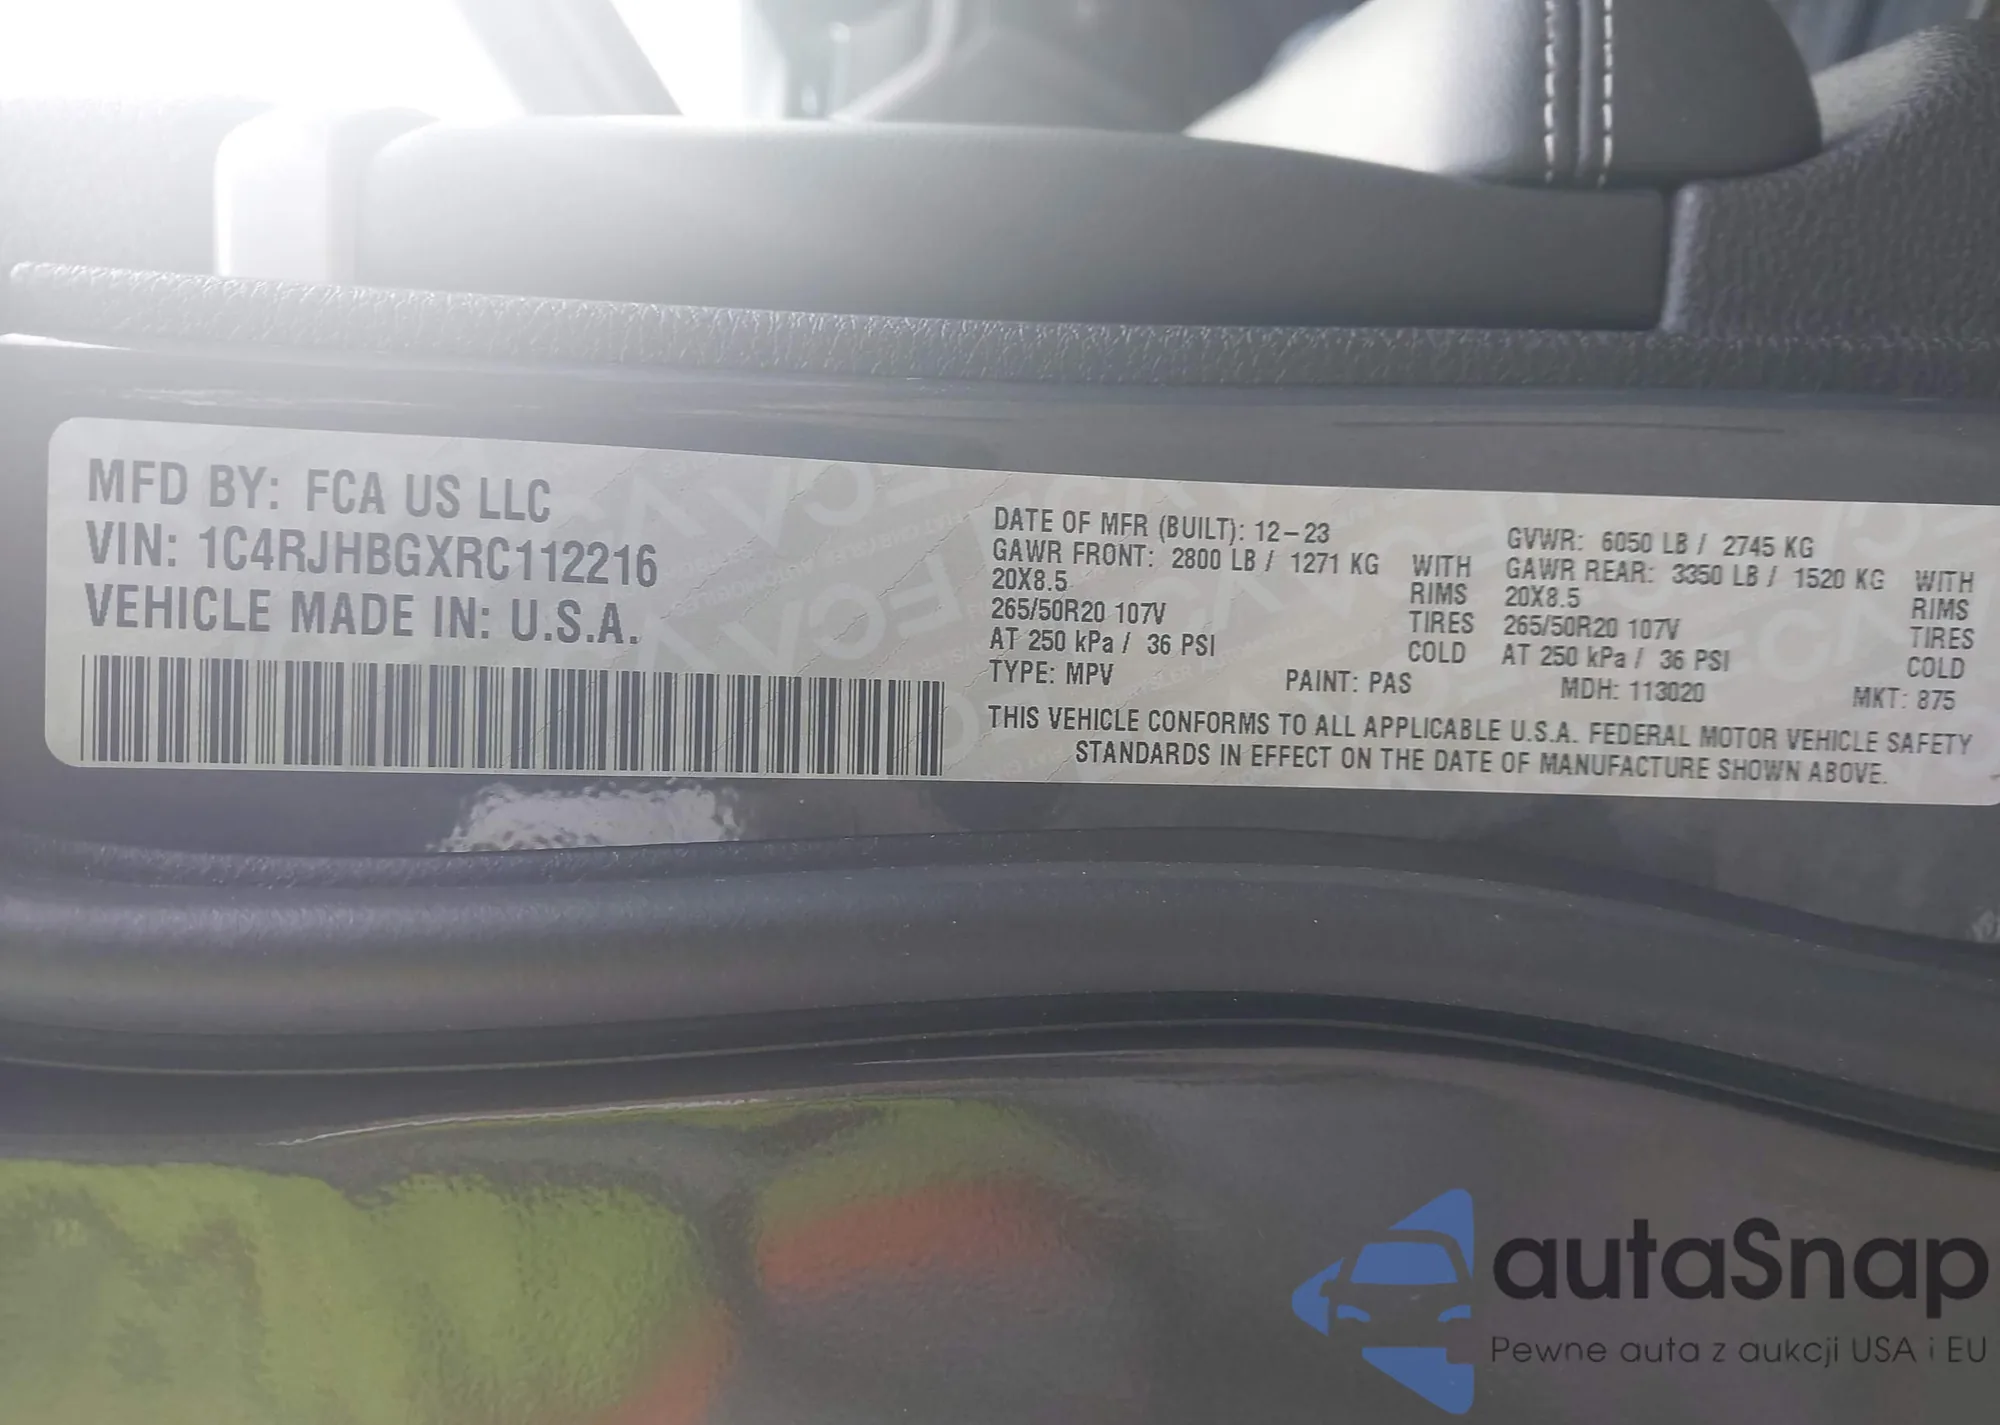 MFD BY: FCA US LLC
VIN: 1C4RJHBGXRC112216
VEHICLE MADE IN: U.S.A.
DATE OF MFR (BUILT): 12-23
GAWR FRONT: 2800 LB / 1271 KG WITH
20X8.5 RIMS
265/50R20 107V TIRES
AT 250 kPa / 36 PSI COLD
GVWR: 6050 LB / 2745 KG
GAWR REAR: 3350 LB / 1520 KG WITH
20X8.5 RIMS
265/50R20 107V TIRES
AT 250 kPa / 36 PSI COLD
TYPE: MPV PAINT: PAS MDH: 113020 MKT: 875
THIS VEHICLE CONFORMS TO ALL APPLICABLE U.S.A. FEDERAL MOTOR VEHICLE SAFETY
STANDARDS IN EFFECT ON THE DATE OF MANUFACTURE SHOWN ABOVE.
autaSnap
Pewne auta z aukcji USA i EU